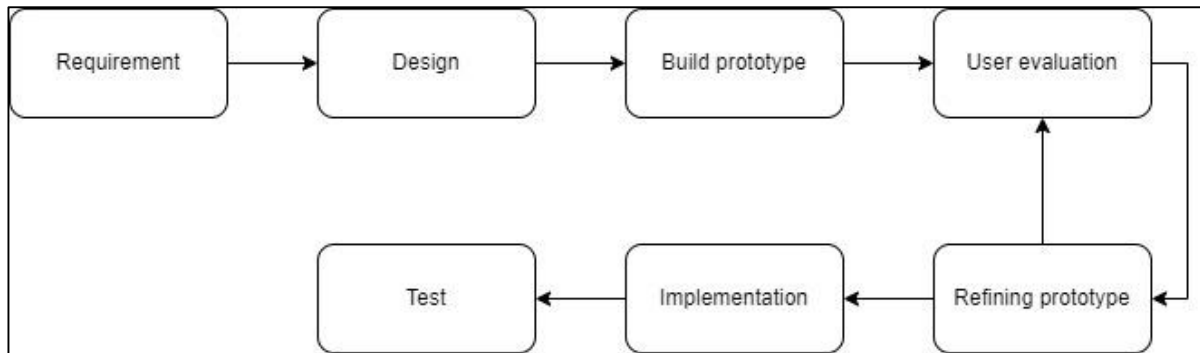 Requirement
Design
Build prototype
User evaluation
Test
Implementation
Refining prototype